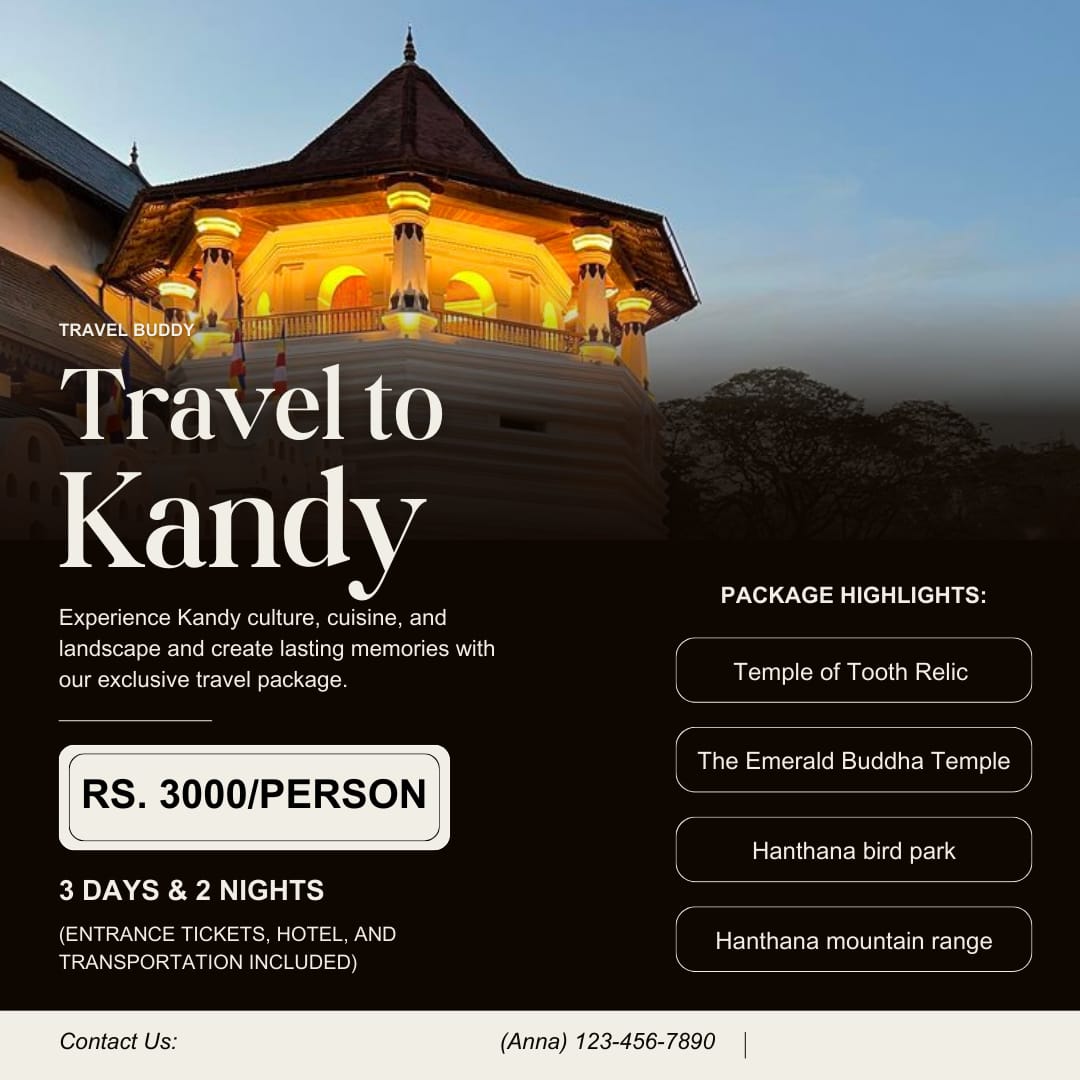 TRAVEL BUDDY
Travel to
Kandy
Experience Kandy culture, cuisine, and
landscape and create lasting memories with
our exclusive travel package.
RS. 3000/PERSON
3 DAYS & 2 NIGHTS
(ENTRANCE TICKETS, HOTEL, AND
TRANSPORTATION INCLUDED)
PACKAGE HIGHLIGHTS:
Temple of Tooth Relic
The Emerald Buddha Temple
Hanthana bird park
Hanthana mountain range
Contact Us:
(Anna) 123-456-7890